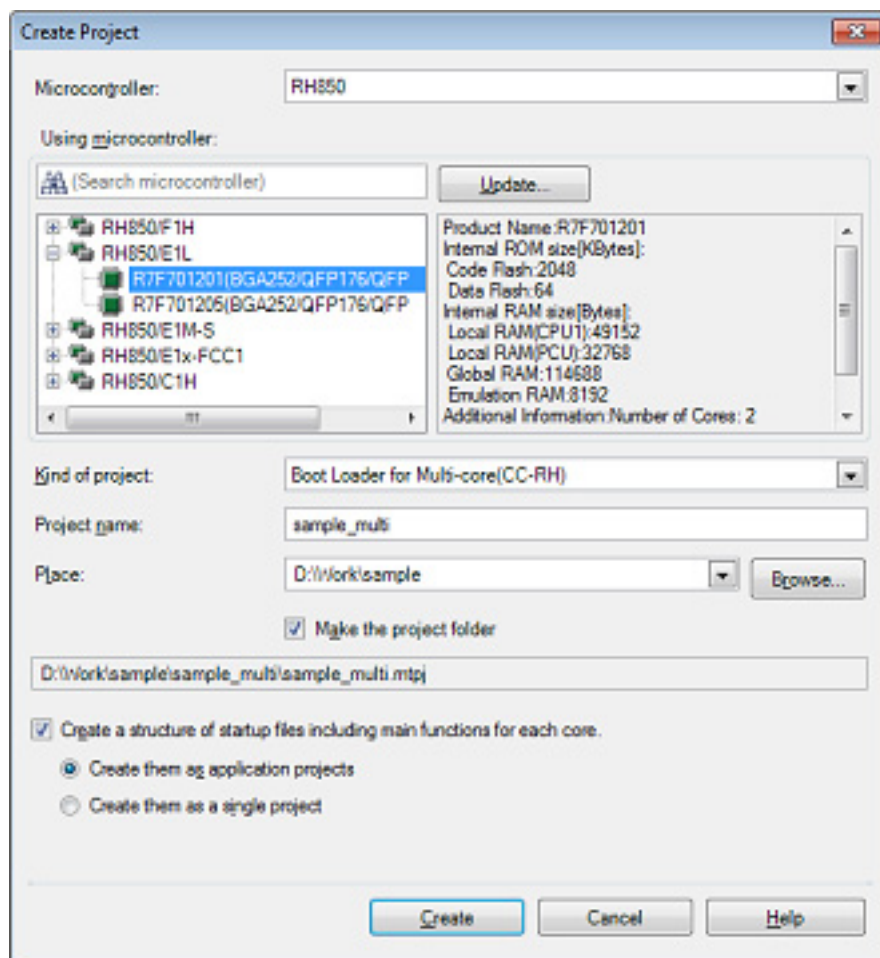 Create Project
Microcontroller:
RH850
Using microcontroller:
(Search microcontroller)
Update...
RH850/F1H
RH850/E1L
R7F701201(BGA252/QFP176/QFP
R7F701205(BGA252/QFP176/QFP
RH850/E1M-S
RH850/E1x-FCC1
RH850/C1H
Product Name:R7F701201
Internal ROM size[KBytes]:
Code Flash:2048
Data Flash:64
Internal RAM size[Bytes]:
Local RAM(CPU1):49152
Local RAM(PCU):32768
Global RAM:114688
Emulation RAM:8192
Additional Information:Number of Cores: 2
Kind of project:
Boot Loader for Multi-core(CC-RH)
Project name:
sample_multi
Place:
D:\Work\sample
Browse...
Make the project folder
D:\Work\sample\sample_multi\sample_multi.mtpj
Create a structure of startup files including main functions for each core.
Create them as application projects
Create them as a single project
Create
Cancel
Help